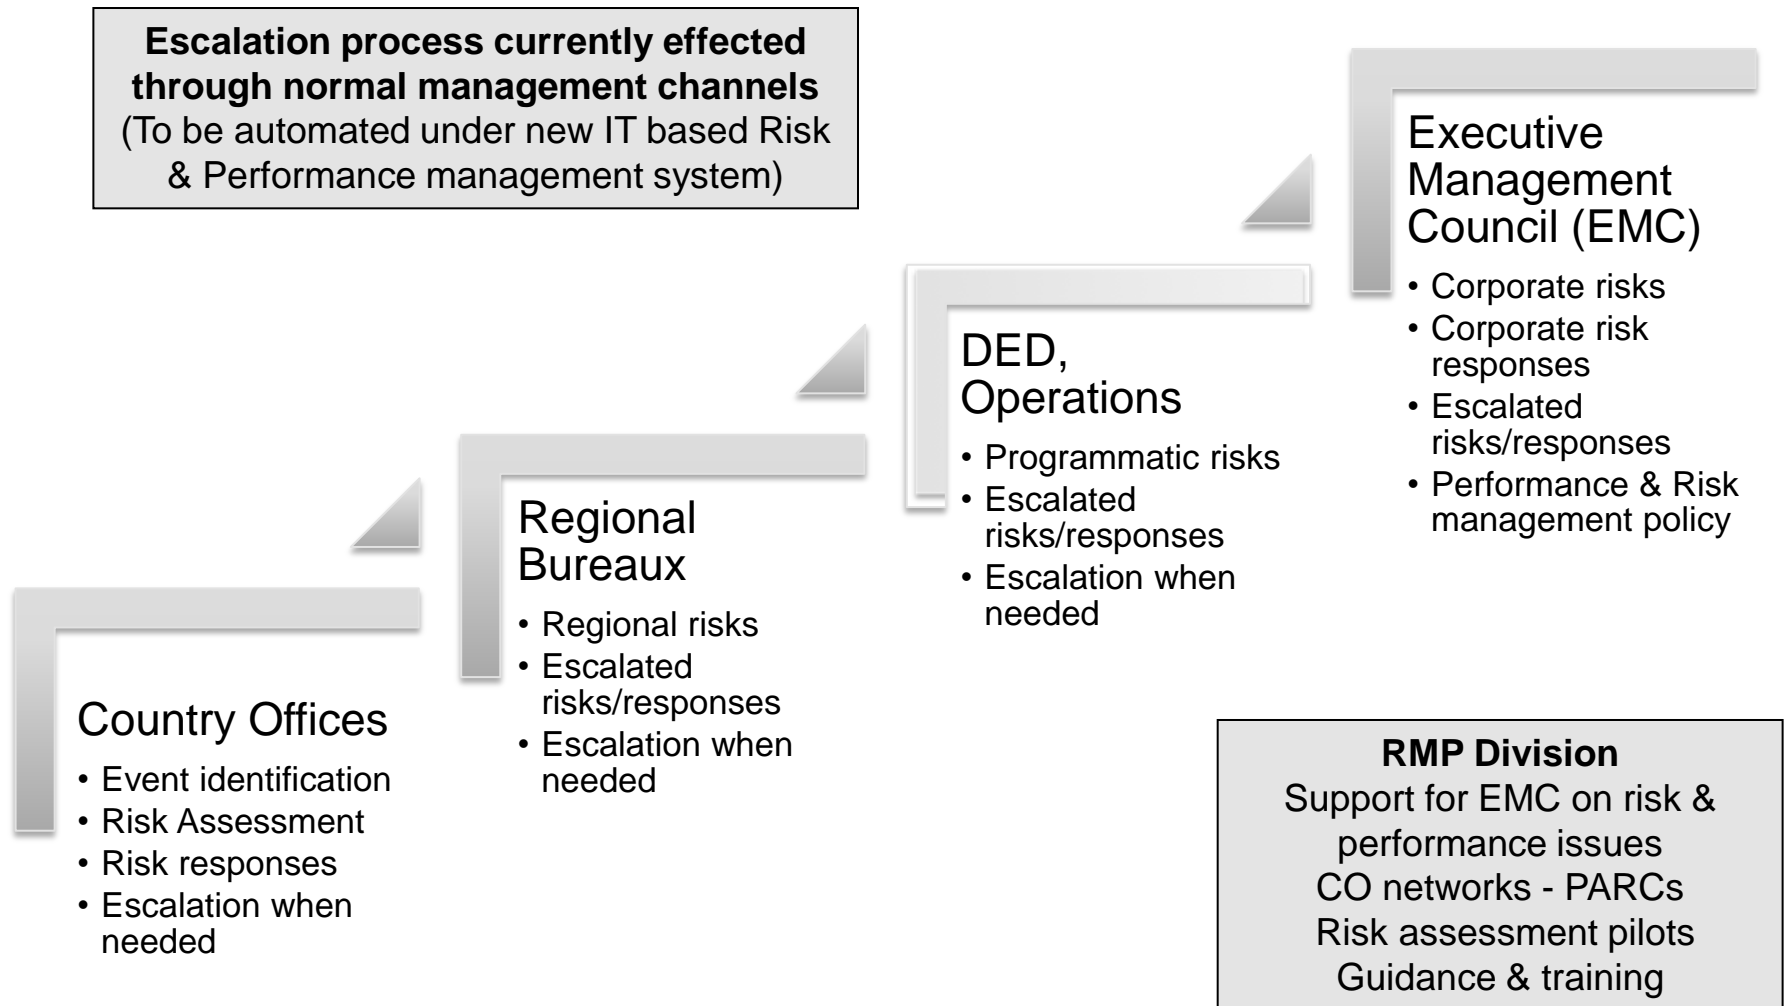 Escalation process currently effected
through normal management channels
(To be automated under new IT based Risk
& Performance management system)
Country Offices
• Event identification
• Risk Assessment
• Risk responses
• Escalation when
needed
Regional
Bureaux
• Regional risks
• Escalated
risks/responses
• Escalation when
needed
DED,
Operations
• Programmatic risks
• Escalated
risks/responses
• Escalation when
needed
Executive
Management
Council (EMC)
• Corporate risks
• Corporate risk
responses
• Escalated
risks/responses
• Performance & Risk
management policy
RMP Division
Support for EMC on risk &
performance issues
CO networks - PARCs
Risk assessment pilots
Guidance & training